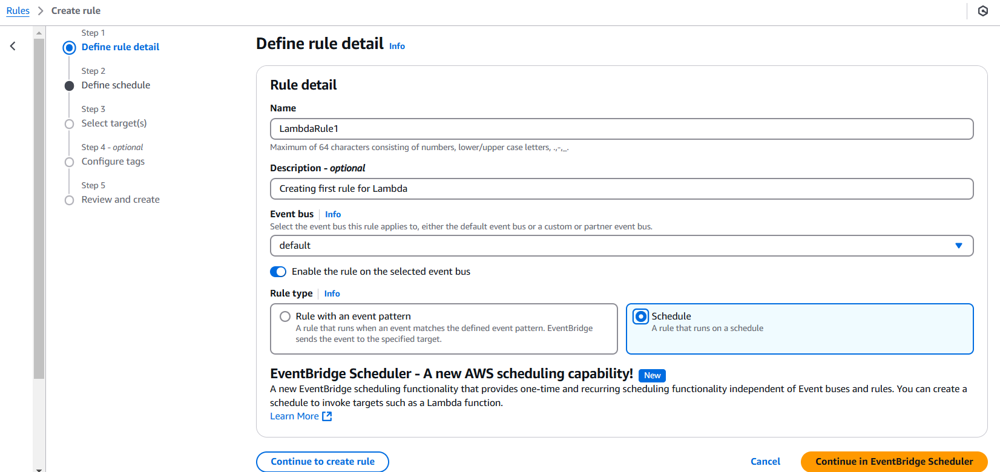 Rules > Create rule
Step 1
Define rule detail
Step 2
Define schedule
Step 3
Select target(s)
Step 4 - optional
Configure tags
Step 5
Review and create
Define rule detail Info
Rule detail
Name
LambdaRule1
Maximum of 64 characters consisting of numbers, lower/upper case letters, .,-,_.
Description - optional
Creating first rule for Lambda
Event bus Info
Select the event bus this rule applies to, either the default event bus or a custom or partner event bus.
default
Enable the rule on the selected event bus
Rule type Info
Rule with an event pattern
A rule that runs when an event matches the defined event pattern. EventBridge
sends the event to the specified target.
Schedule
A rule that runs on a schedule
EventBridge Scheduler - A new AWS scheduling capability! New
A new EventBridge scheduling functionality that provides one-time and recurring scheduling functionality independent of Event buses and rules. You can create a
schedule to invoke targets such as a Lambda function.
Learn More
Continue to create rule
Cancel
Continue in EventBridge Scheduler